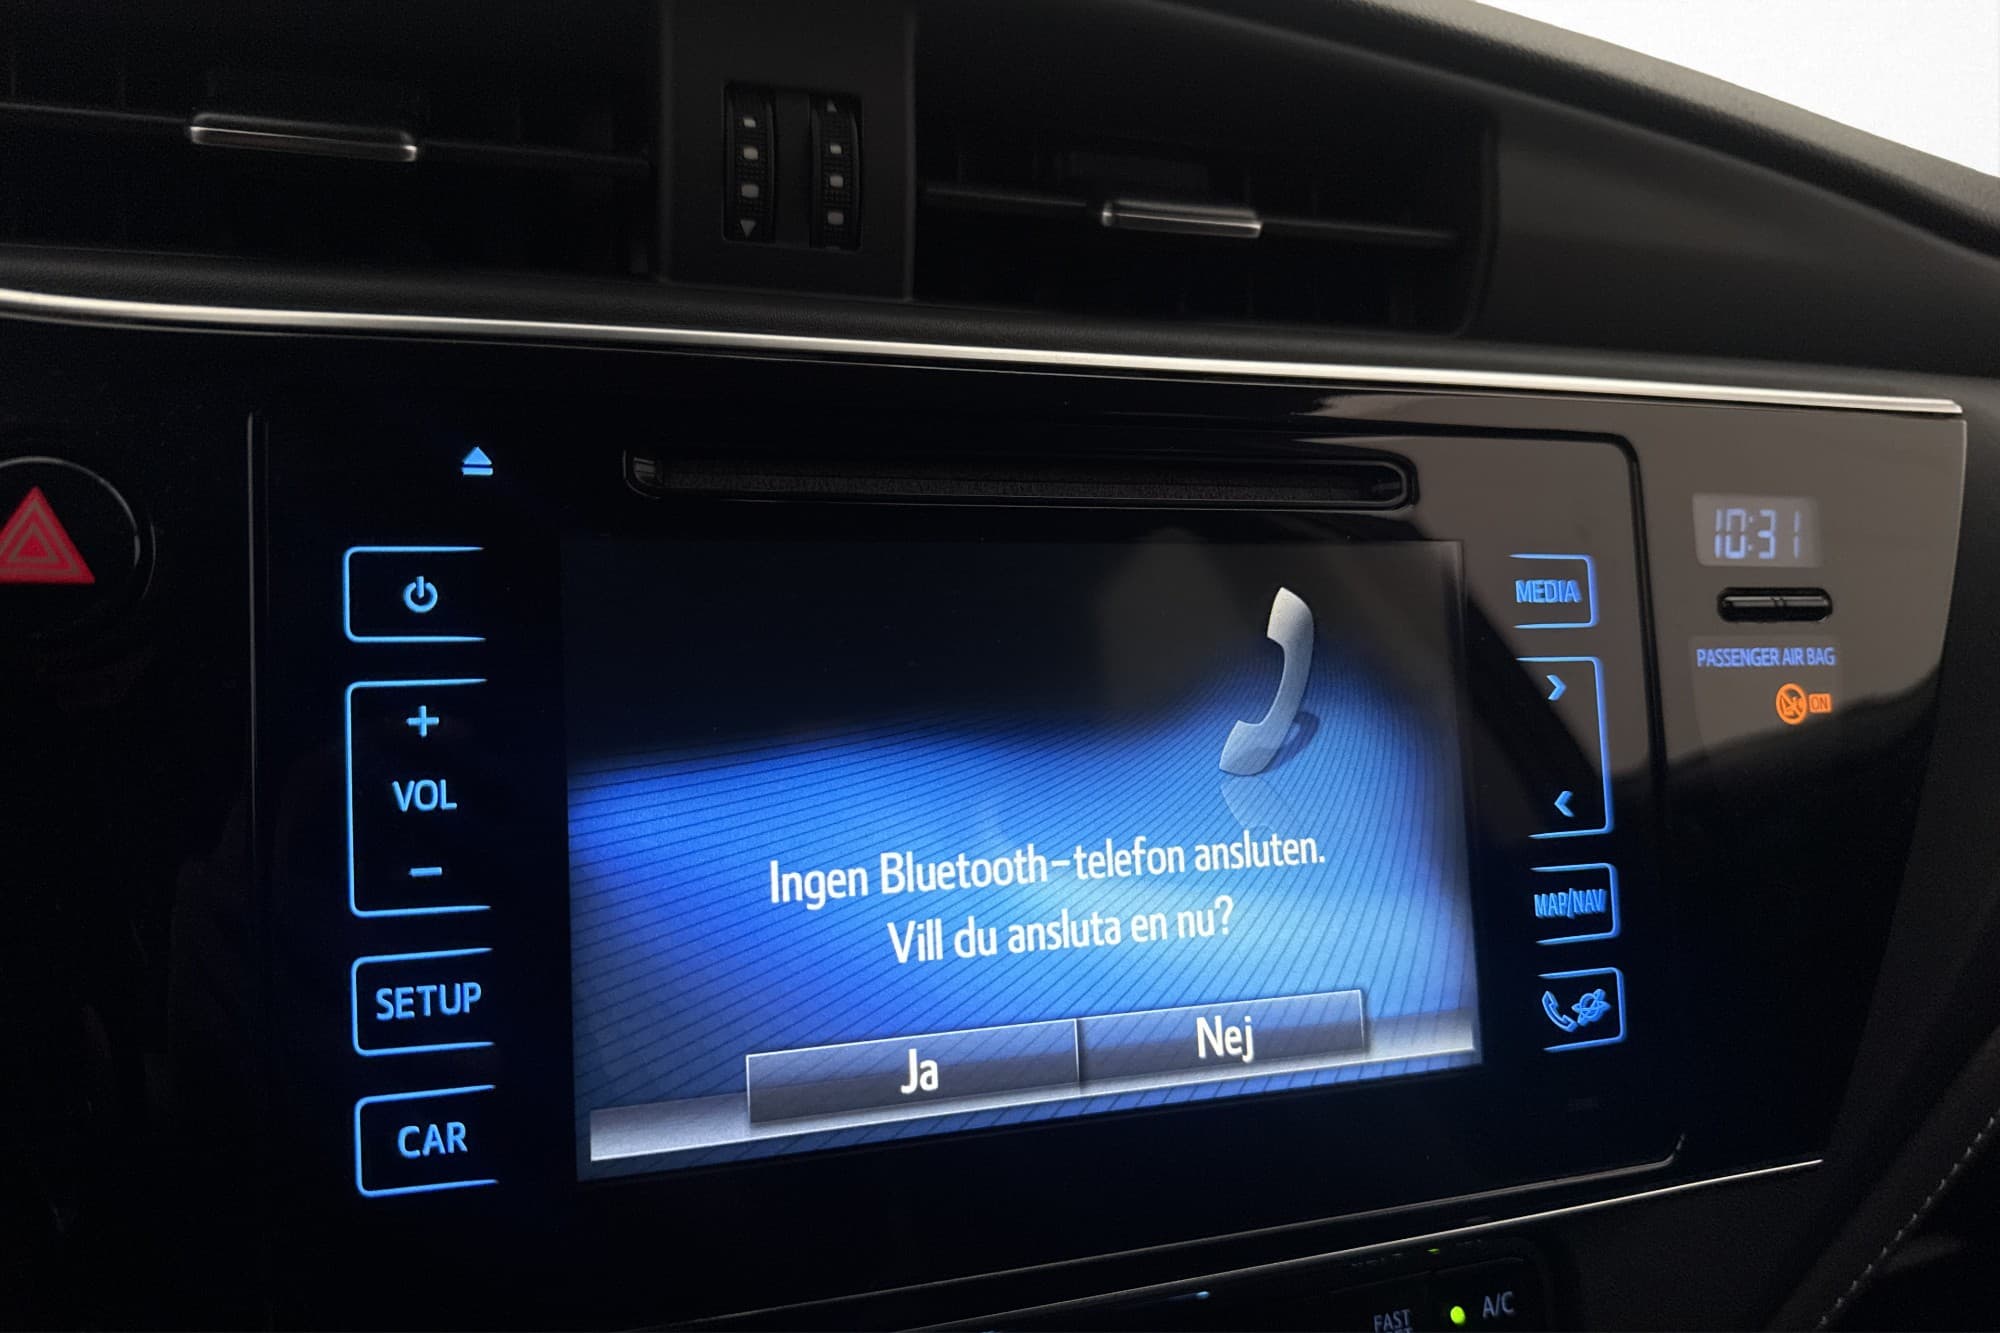 10:31
MEDIA
PASSENGER AIR BAG
ON
VOL
Ingen Bluetooth-telefon ansluten.
Vill du ansluta en nu?
MAP/NAV
SETUP
Ja
Nej
CAR
FAST
A/C